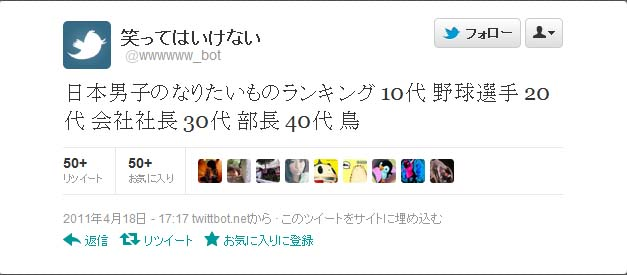 笑ってはいけない
@wwwwww_bot
フォロー
日本男子のなりたいものランキング 10代 野球選手 20
代 会社社長 30代 部長 40代 鳥
50+
リツイート
50+
お気に入り
2011年4月18日 - 17:17 twittbot.netから · このツイートをサイトに埋め込む
返信 リツイート お気に入りに登録